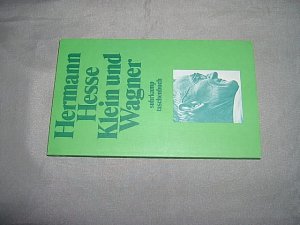 Hermann
Hesse
Klein und
Wagner
suhrkamp
taschenbuch